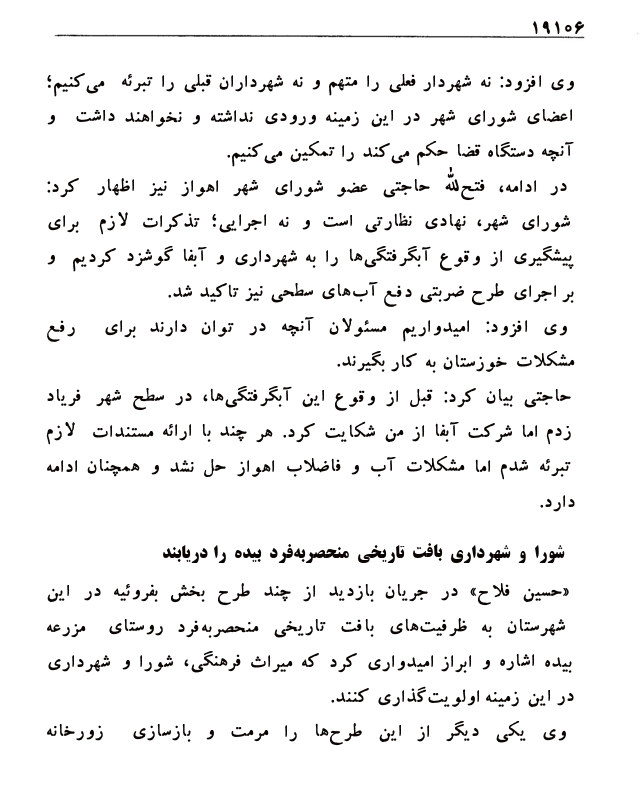 ۱۹۱۰۶
وی افزود: نه شهردار فعلی را متهم و نه شهرداران قبلی را تبرئه می‌کنیم؛
اعضای شورای شهر در این زمینه ورودی نداشته و نخواهند داشت و
آنچه دستگاه قضا حکم می‌کند را تمکین می‌کنیم.
در ادامه، فتح‌الله حاجتی عضو شورای شهر اهواز نیز اظهار کرد:
شورای شهر، نهادی نظارتی است و نه اجرایی؛ تذکرات لازم برای
پیشگیری از وقوع آبگرفتگی‌ها را به شهرداری و آبفا گوشزد کردیم و
بر اجرای طرح ضربتی دفع آب‌های سطحی نیز تاکید شد.
وی افزود: امیدواریم مسئولان آنچه در توان دارند برای رفع
مشکلات خوزستان به کار بگیرند.
حاجتی بیان کرد: قبل از وقوع این آبگرفتگی‌ها، در سطح شهر فریاد
زدم اما شرکت آبفا از من شکایت کرد. هر چند با ارائه مستندات لازم
تبرئه شدم اما مشکلات آب و فاضلاب اهواز حل نشد و همچنان ادامه
دارد.
شورا و شهرداری بافت تاریخی منحصربه‌فرد بیده را دریابند
«حسین فلاح» در جریان بازدید از چند طرح بخش بفروئیه در این
شهرستان به ظرفیت‌های بافت تاریخی منحصربه‌فرد روستای مزرعه
بیده اشاره و ابراز امیدواری کرد که میراث فرهنگی، شورا و شهرداری
در این زمینه اولویت‌گذاری کنند.
وی یکی دیگر از این طرح‌ها را مرمت و بازسازی زورخانه